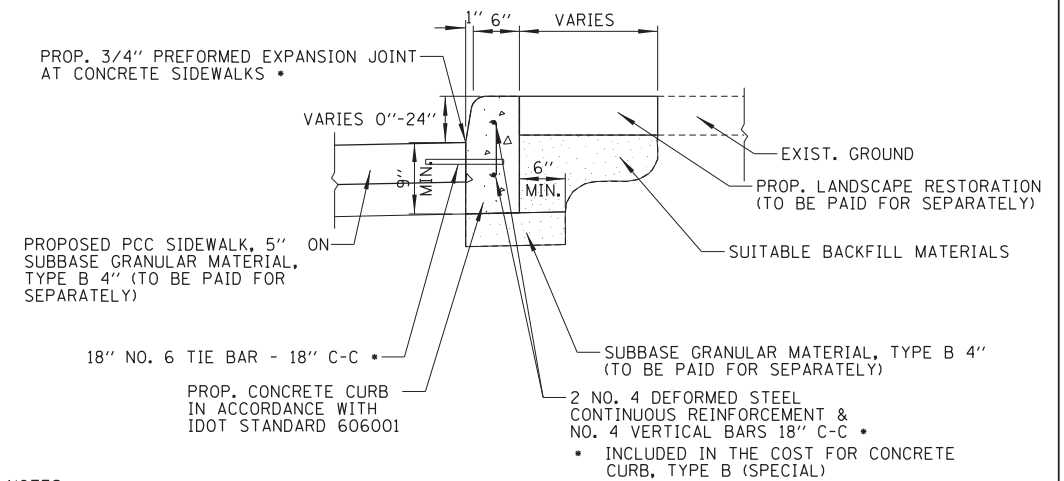 1" 6" VARIES
PROP. 3/4" PREFORMED EXPANSION JOINT
AT CONCRETE SIDEWALKS *
VARIES 0"-24"
9"
MIN.
6"
MIN.
EXIST. GROUND
PROP. LANDSCAPE RESTORATION
(TO BE PAID FOR SEPARATELY)
SUITABLE BACKFILL MATERIALS
PROPOSED PCC SIDEWALK, 5" ON
SUBBASE GRANULAR MATERIAL,
TYPE B 4" (TO BE PAID FOR
SEPARATELY)
18" NO. 6 TIE BAR - 18" C-C *
PROP. CONCRETE CURB
IN ACCORDANCE WITH
IDOT STANDARD 606001
SUBBASE GRANULAR MATERIAL, TYPE B 4"
(TO BE PAID FOR SEPARATELY)
2 NO. 4 DEFORMED STEEL
CONTINUOUS REINFORCEMENT &
NO. 4 VERTICAL BARS 18" C-C *
* INCLUDED IN THE COST FOR CONCRETE
CURB, TYPE B (SPECIAL)